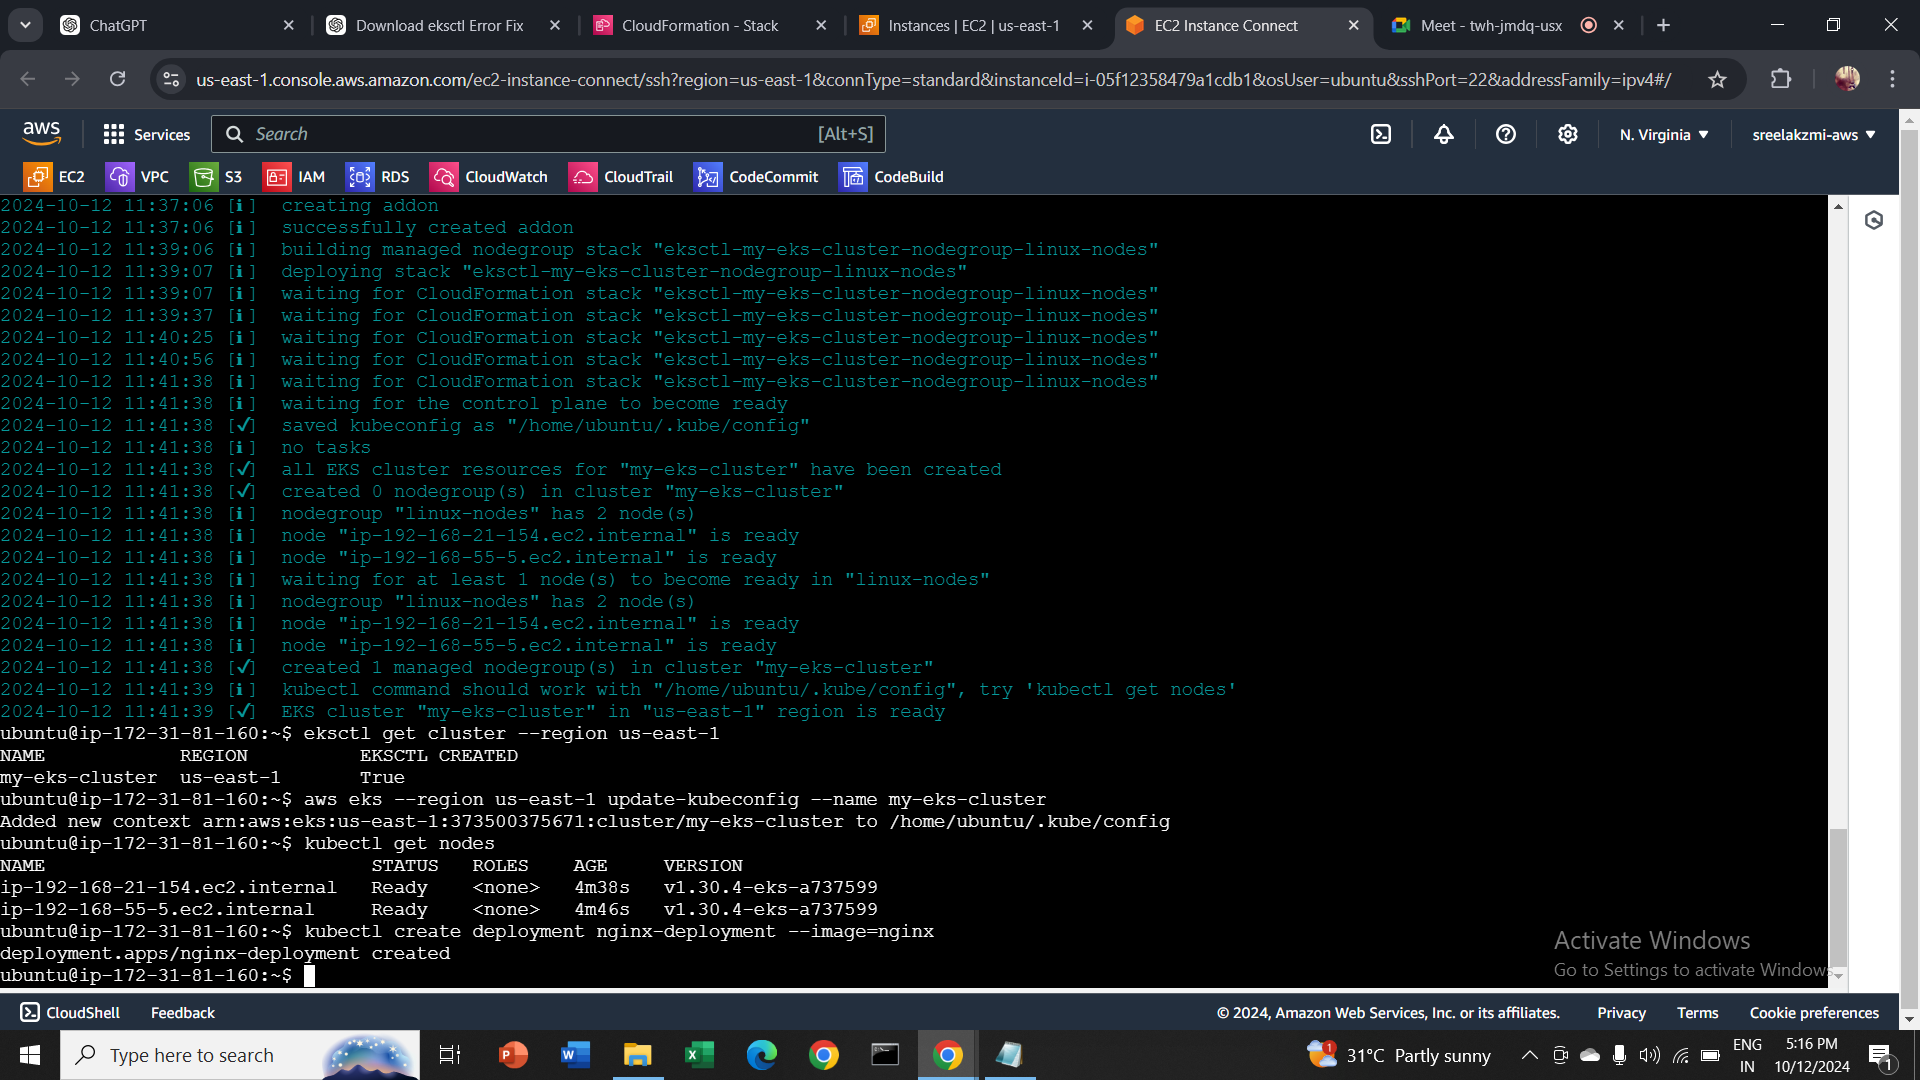 ChatGPT
Download eksctl Error Fix
CloudFormation - Stack
Instances | EC2 | us-east-1
EC2 Instance Connect
Meet - twh-jmdq-usx
us-east-1.console.aws.amazon.com/ec2-instance-connect/ssh?region=us-east-1&connType=standard&instanceId=i-05f12358479a1cdb1&osUser=ubuntu&sshPort=22&addressFamily=ipv4#/
aws Services Search [Alt+S] N. Virginia ▼ sreelakzmi-aws ▼
EC2 VPC S3 IAM RDS CloudWatch CloudTrail CodeCommit CodeBuild
2024-10-12 11:37:06 [ℹ]  creating addon
2024-10-12 11:37:06 [ℹ]  successfully created addon
2024-10-12 11:39:06 [ℹ]  building managed nodegroup stack "eksctl-my-eks-cluster-nodegroup-linux-nodes"
2024-10-12 11:39:07 [ℹ]  deploying stack "eksctl-my-eks-cluster-nodegroup-linux-nodes"
2024-10-12 11:39:07 [ℹ]  waiting for CloudFormation stack "eksctl-my-eks-cluster-nodegroup-linux-nodes"
2024-10-12 11:39:37 [ℹ]  waiting for CloudFormation stack "eksctl-my-eks-cluster-nodegroup-linux-nodes"
2024-10-12 11:40:25 [ℹ]  waiting for CloudFormation stack "eksctl-my-eks-cluster-nodegroup-linux-nodes"
2024-10-12 11:40:56 [ℹ]  waiting for CloudFormation stack "eksctl-my-eks-cluster-nodegroup-linux-nodes"
2024-10-12 11:41:38 [ℹ]  waiting for CloudFormation stack "eksctl-my-eks-cluster-nodegroup-linux-nodes"
2024-10-12 11:41:38 [ℹ]  waiting for the control plane to become ready
2024-10-12 11:41:38 [✔]  saved kubeconfig as "/home/ubuntu/.kube/config"
2024-10-12 11:41:38 [ℹ]  no tasks
2024-10-12 11:41:38 [✔]  all EKS cluster resources for "my-eks-cluster" have been created
2024-10-12 11:41:38 [✔]  created 0 nodegroup(s) in cluster "my-eks-cluster"
2024-10-12 11:41:38 [ℹ]  nodegroup "linux-nodes" has 2 node(s)
2024-10-12 11:41:38 [ℹ]  node "ip-192-168-21-154.ec2.internal" is ready
2024-10-12 11:41:38 [ℹ]  node "ip-192-168-55-5.ec2.internal" is ready
2024-10-12 11:41:38 [ℹ]  waiting for at least 1 node(s) to become ready in "linux-nodes"
2024-10-12 11:41:38 [ℹ]  nodegroup "linux-nodes" has 2 node(s)
2024-10-12 11:41:38 [ℹ]  node "ip-192-168-21-154.ec2.internal" is ready
2024-10-12 11:41:38 [ℹ]  node "ip-192-168-55-5.ec2.internal" is ready
2024-10-12 11:41:38 [✔]  created 1 managed nodegroup(s) in cluster "my-eks-cluster"
2024-10-12 11:41:39 [ℹ]  kubectl command should work with "/home/ubuntu/.kube/config", try 'kubectl get nodes'
2024-10-12 11:41:39 [✔]  EKS cluster "my-eks-cluster" in "us-east-1" region is ready
ubuntu@ip-172-31-81-160:~$ eksctl get cluster --region us-east-1
NAME            REGION          EKSCTL CREATED
my-eks-cluster  us-east-1       True
ubuntu@ip-172-31-81-160:~$ aws eks --region us-east-1 update-kubeconfig --name my-eks-cluster
Added new context arn:aws:eks:us-east-1:373500375671:cluster/my-eks-cluster to /home/ubuntu/.kube/config
ubuntu@ip-172-31-81-160:~$ kubectl get nodes
NAME                             STATUS   ROLES    AGE     VERSION
ip-192-168-21-154.ec2.internal   Ready    <none>   4m38s   v1.30.4-eks-a737599
ip-192-168-55-5.ec2.internal     Ready    <none>   4m46s   v1.30.4-eks-a737599
ubuntu@ip-172-31-81-160:~$ kubectl create deployment nginx-deployment --image=nginx
deployment.apps/nginx-deployment created
ubuntu@ip-172-31-81-160:~$
Activate Windows
Go to Settings to activate Windows
CloudShell Feedback © 2024, Amazon Web Services, Inc. or its affiliates. Privacy Terms Cookie preferences
Type here to search 31°C Partly sunny ENG IN 5:16 PM 10/12/2024 1